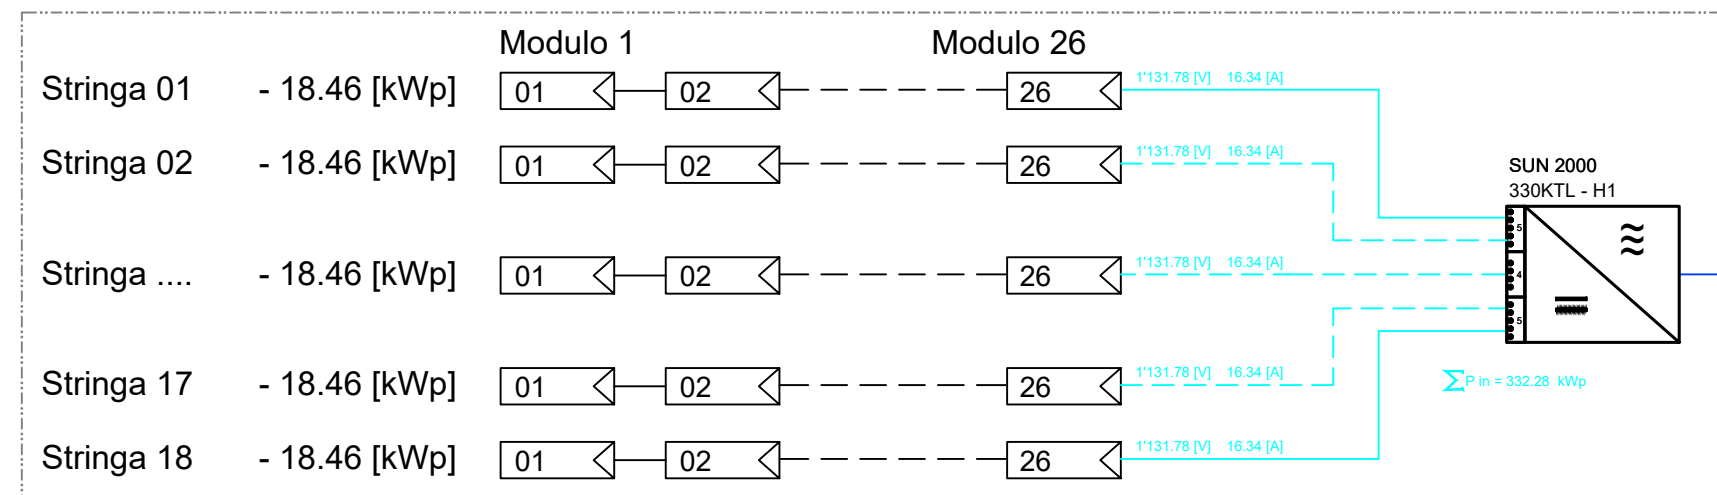 Modulo 1 Modulo 26
Stringa 01 - 18.46 [kWp] 01 02 26 1'131.78 [V] 16.34 [A]
Stringa 02 - 18.46 [kWp] 01 02 26 1'131.78 [V] 16.34 [A]
SUN 2000
330KTL - H1
5
Stringa .... - 18.46 [kWp] 01 02 26 1'131.78 [V] 16.34 [A]
4
5
Stringa 17 - 18.46 [kWp] 01 02 26 1'131.78 [V] 16.34 [A]
∑ P in = 332.28 kWp
Stringa 18 - 18.46 [kWp] 01 02 26 1'131.78 [V] 16.34 [A]